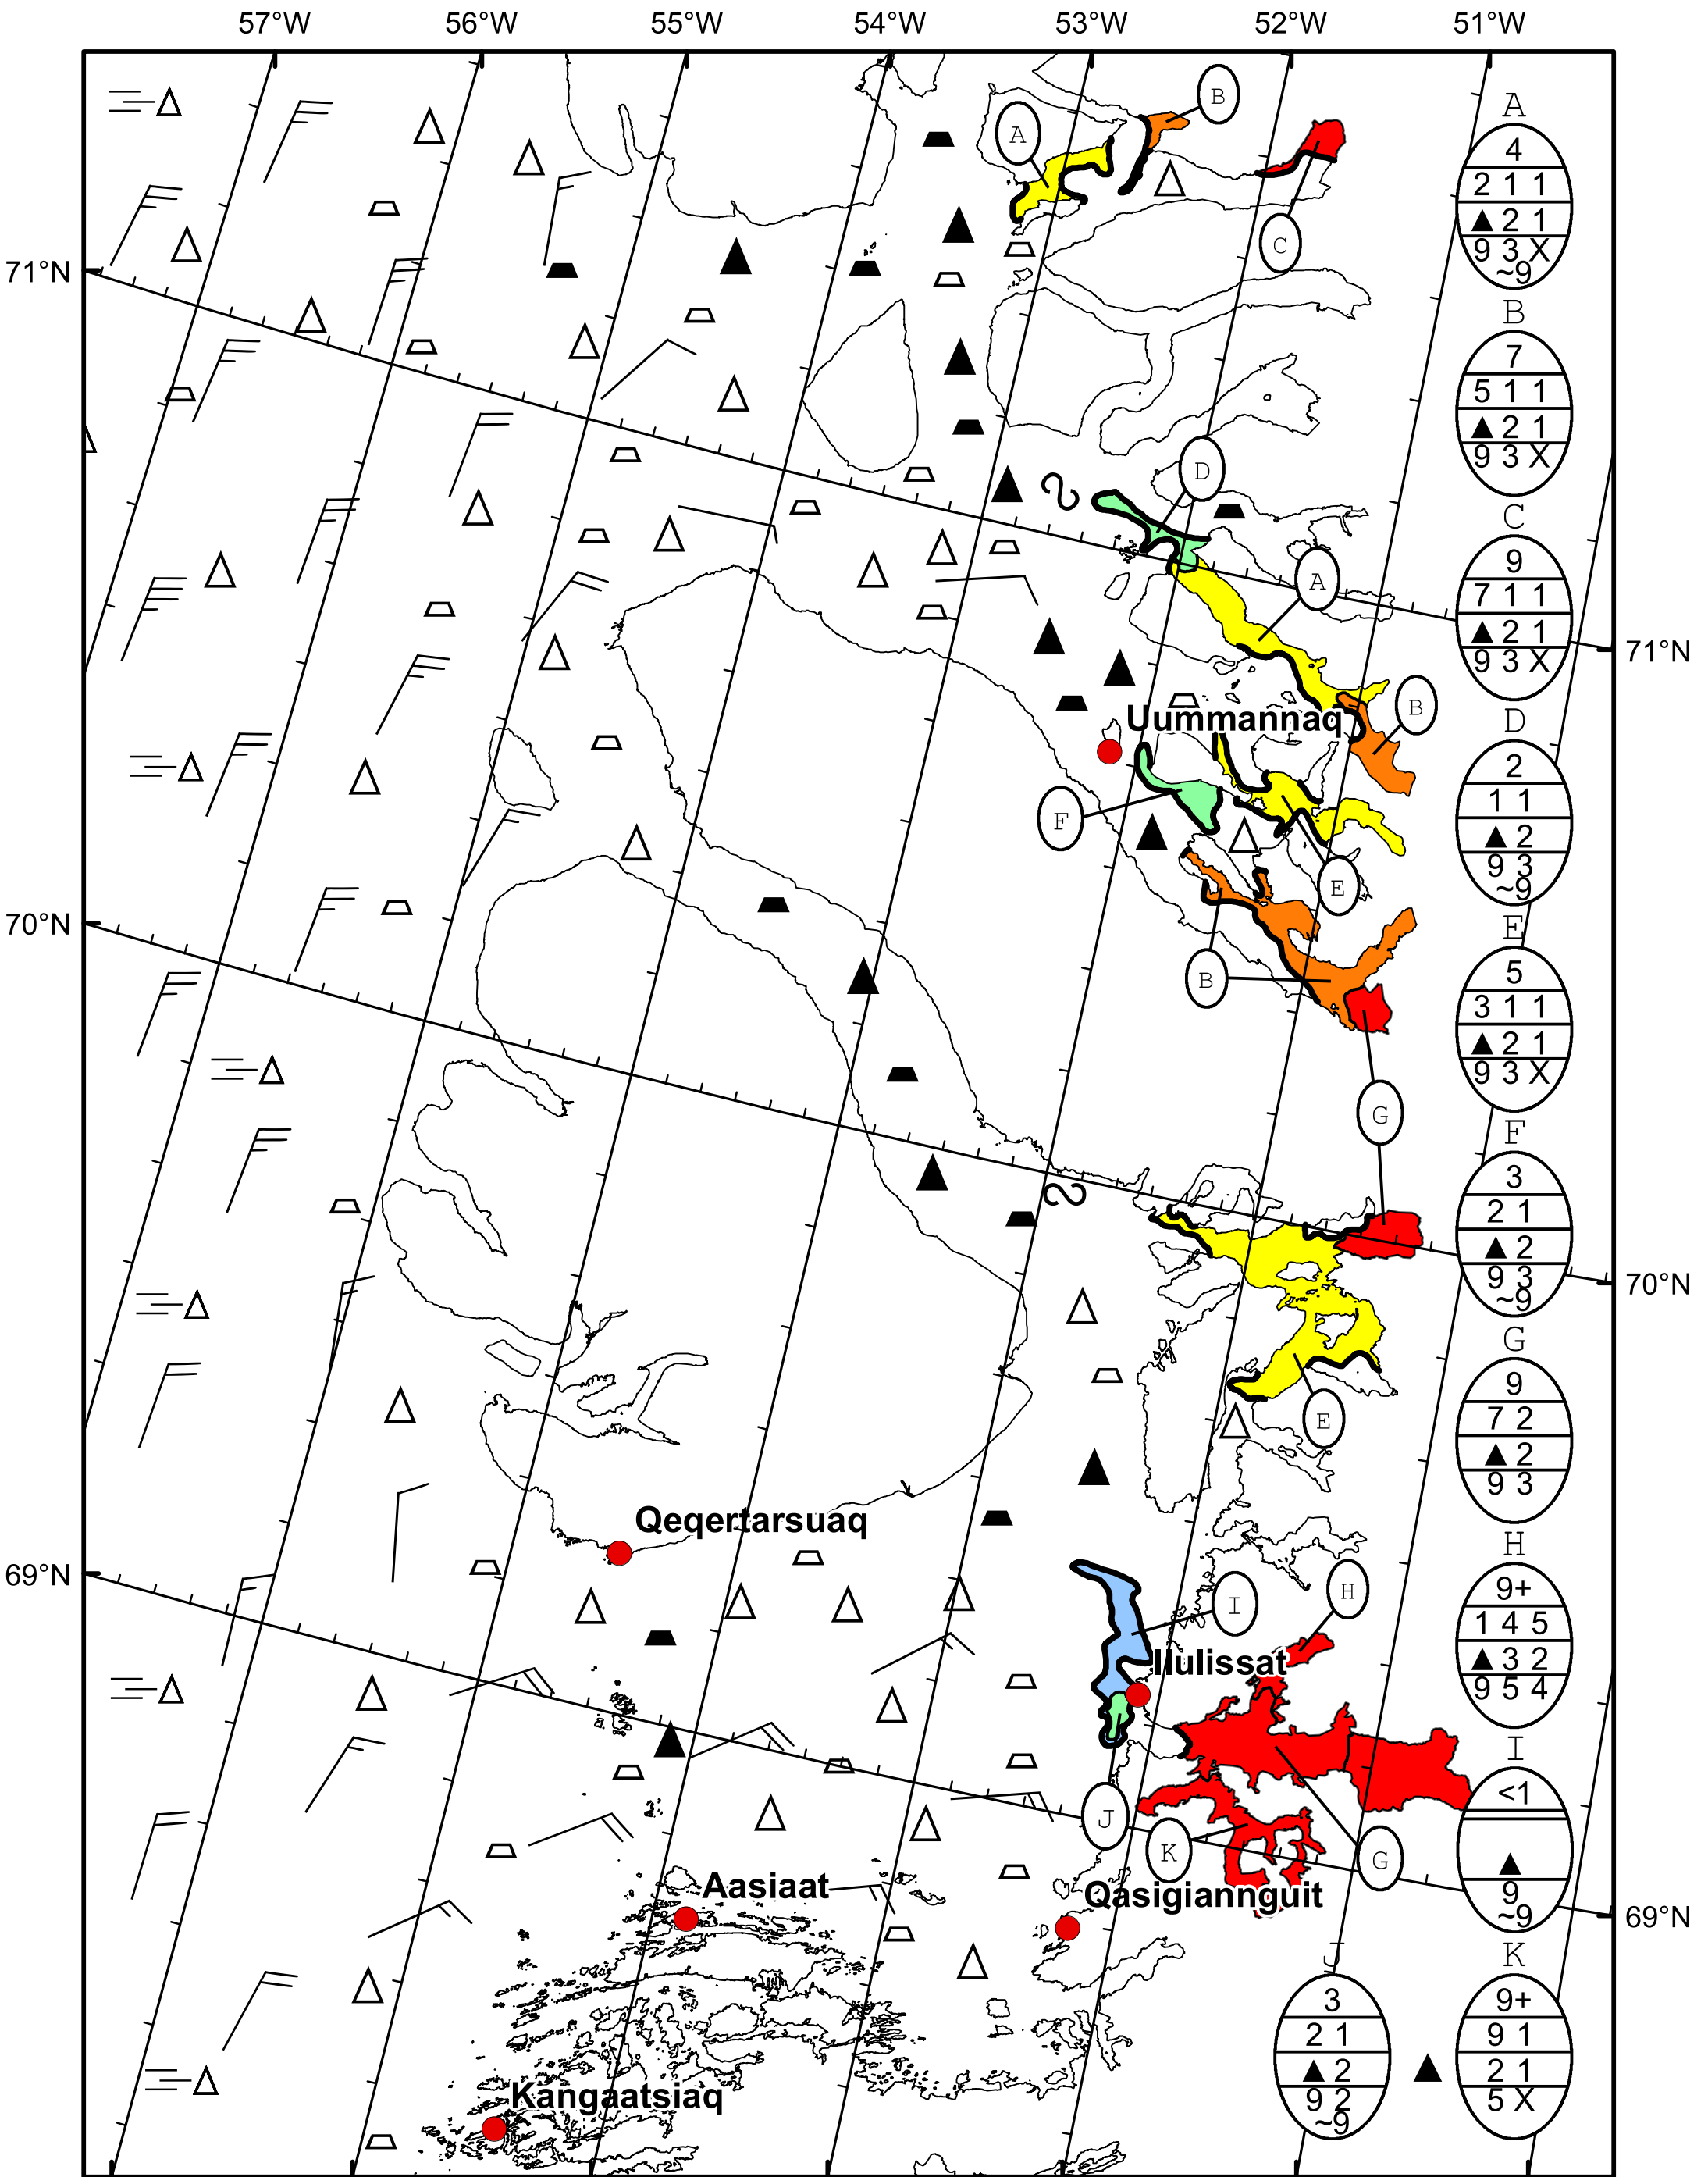 57°W 56°W 55°W 54°W 53°W 52°W 51°W
B
A
A
4
2 1 1
▲ 2 1
9 3 X
~9
C
71°N
B
7
5 1 1
▲ 2 1
9 3 X
D
C
9
7 1 1
▲ 2 1
9 3 X
A
71°N
B
Uummannaq
D
2
1 1
▲ 2
9 3
~9
F
E
70°N
B
E
5
3 1 1
▲ 2 1
9 3 X
G
F
3
2 1
▲ 2
9 3
~9
70°N
E
G
9
7 2
▲ 2
9 3
Qeqertarsuaq
69°N
H
I
H
9+
1 4 5
▲ 3 2
9 5 4
Ilulissat
I
<1
▲
9
~9
J
K
G
Aasiaat
Qasigiannguit
69°N
J
3
2 1
▲ 2
9 2
~9
K
9+
9 1
▲ 2 1
5 X
Kangaatsiaq